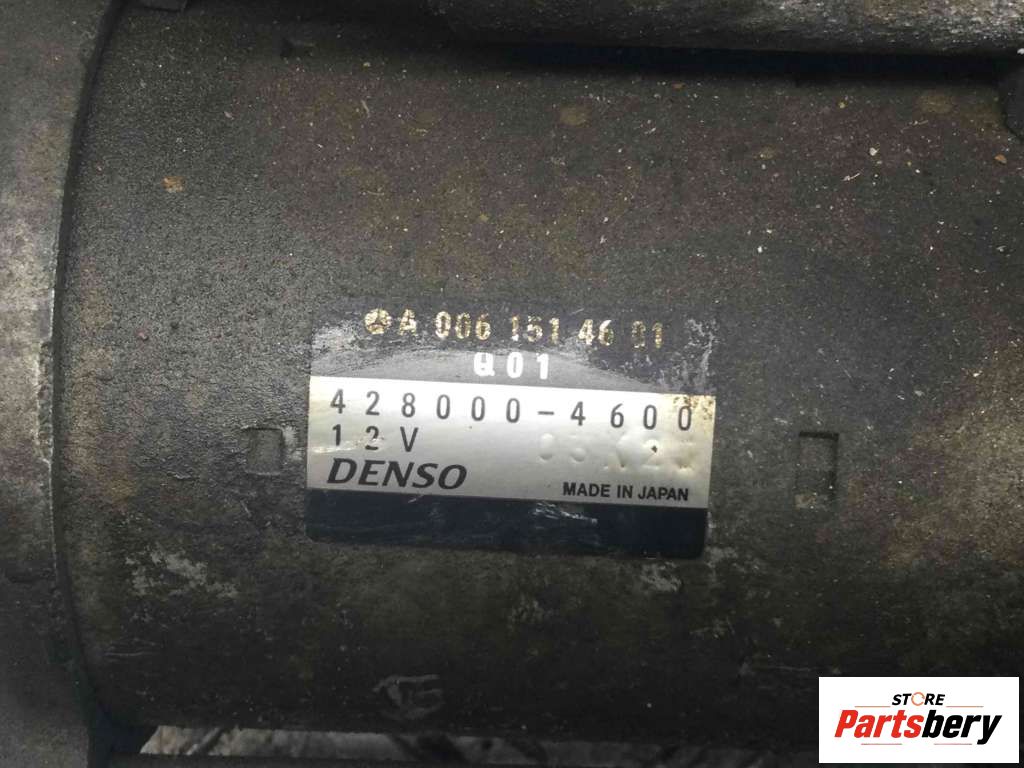 A 006 151 46 01
Q01
428000-4600
12V
DENSO
MADE IN JAPAN
STORE
Partsbery